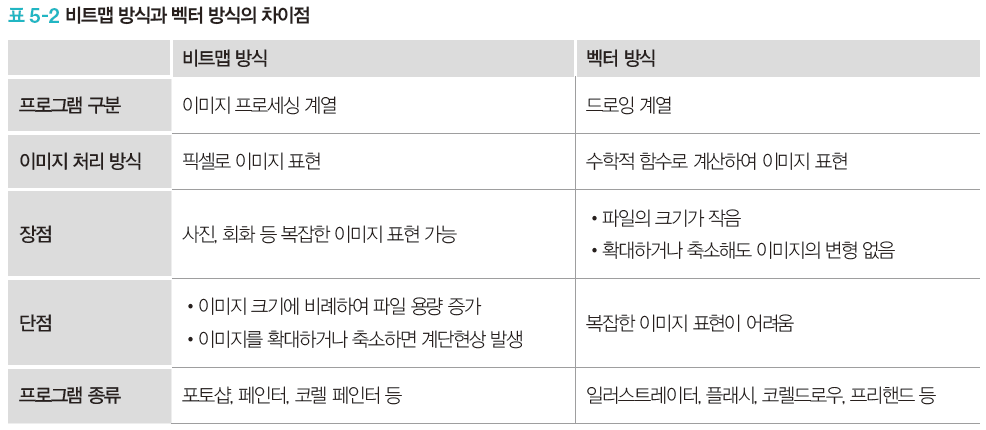 표 5-2 비트맵 방식과 벡터 방식의 차이점
비트맵 방식 벡터 방식
프로그램 구분 이미지 프로세싱 계열 드로잉 계열
이미지 처리 방식 픽셀로 이미지 표현 수학적 함수로 계산하여 이미지 표현
장점 사진, 회화 등 복잡한 이미지 표현 가능
• 파일의 크기가 작음
• 확대하거나 축소해도 이미지의 변형 없음
단점
• 이미지 크기에 비례하여 파일 용량 증가
• 이미지를 확대하거나 축소하면 계단현상 발생
복잡한 이미지 표현이 어려움
프로그램 종류 포토샵, 페인터, 코렐 페인터 등 일러스트레이터, 플래시, 코렐드로우, 프리핸드 등